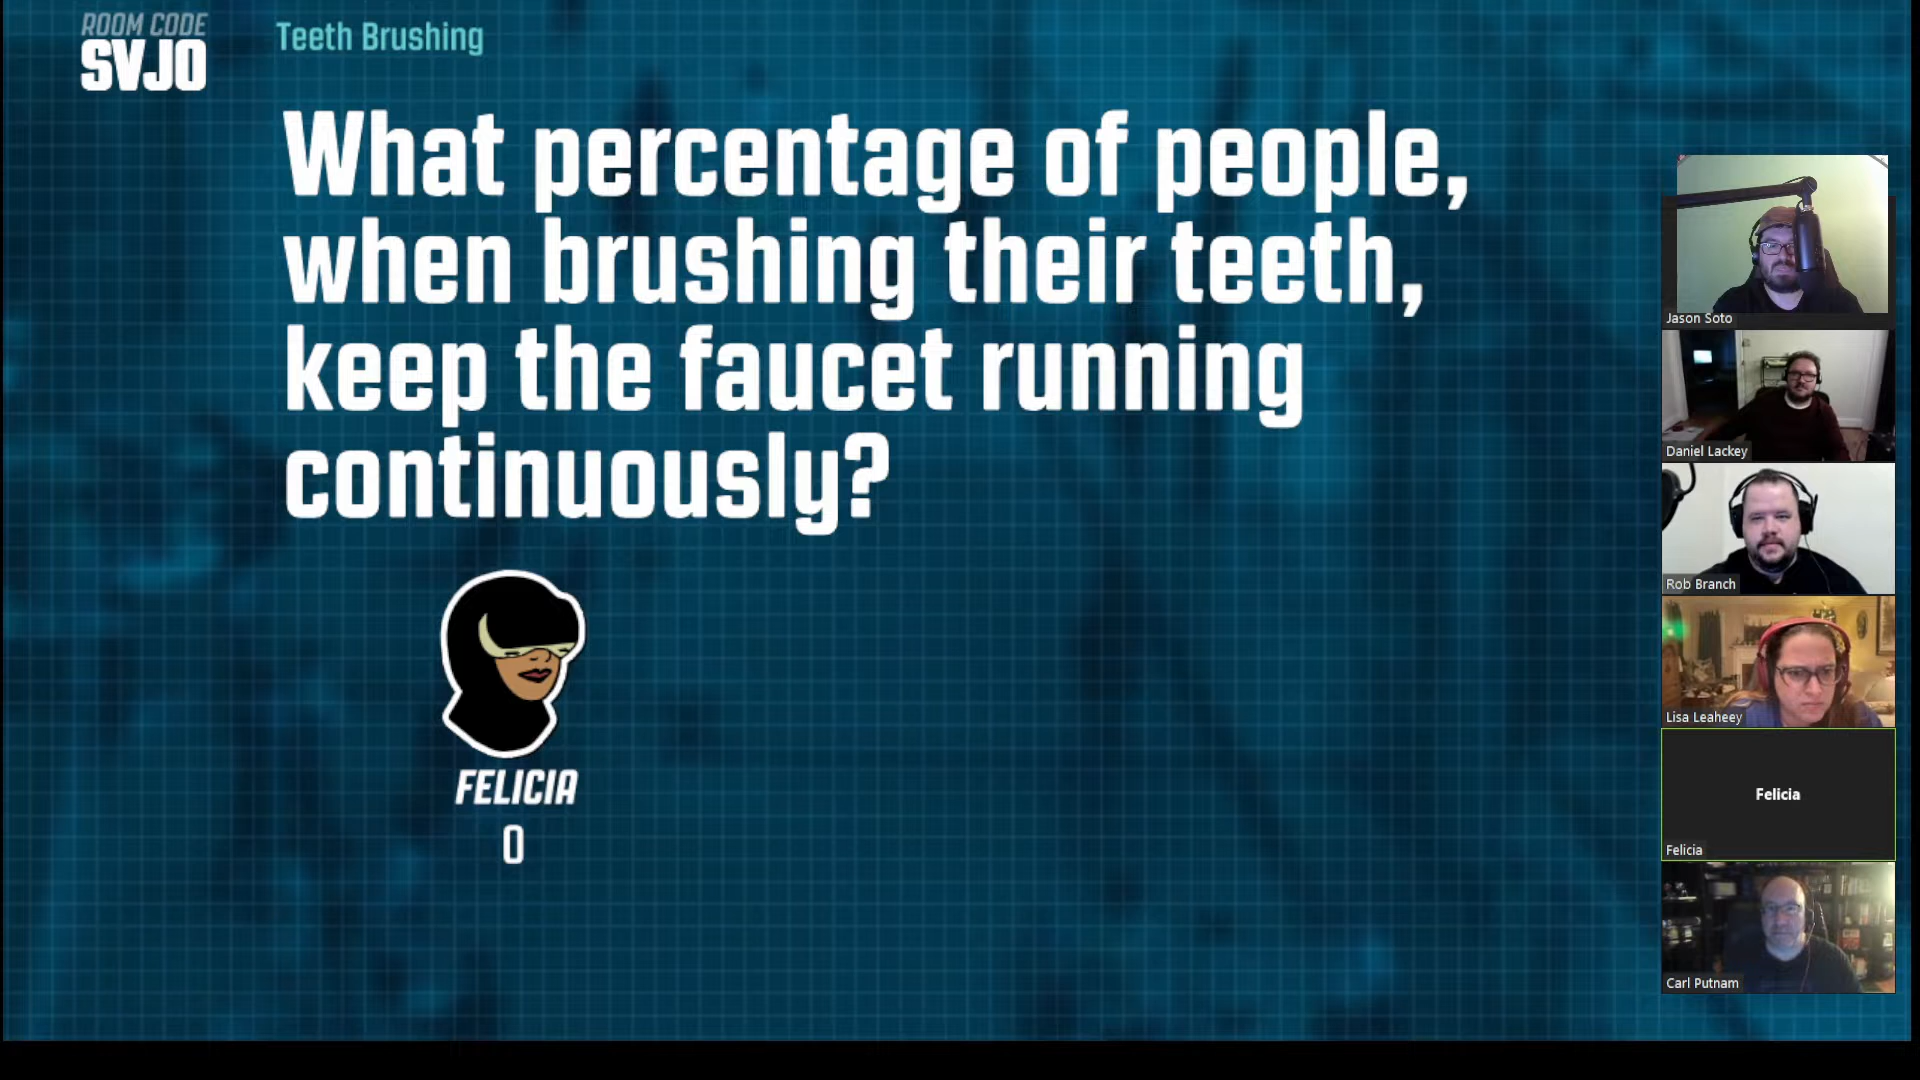 ROOM CODE
SVJO
Teeth Brushing
What percentage of people,
when brushing their teeth,
keep the faucet running
continuously?
FELICIA
0
Jason Soto
Daniel Lackey
Rob Branch
Lisa Leaheey
Felicia
Felicia
Carl Putnam